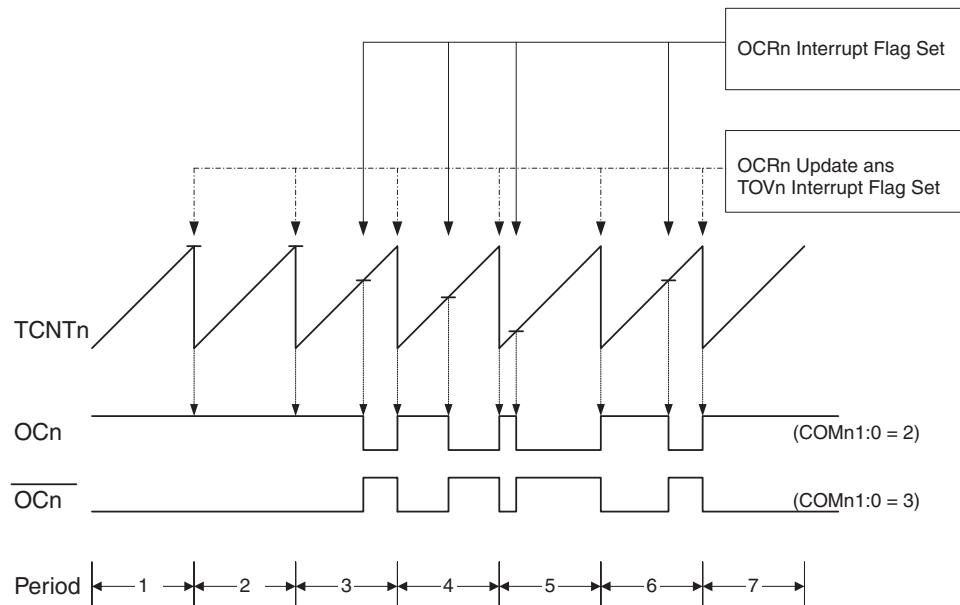 OCRn Interrupt Flag Set
OCRn Update ans
TOVn Interrupt Flag Set
TCNTn
OCn
(COMn1:0 = 2)
OCn
(COMn1:0 = 3)
Period
1
2
3
4
5
6
7